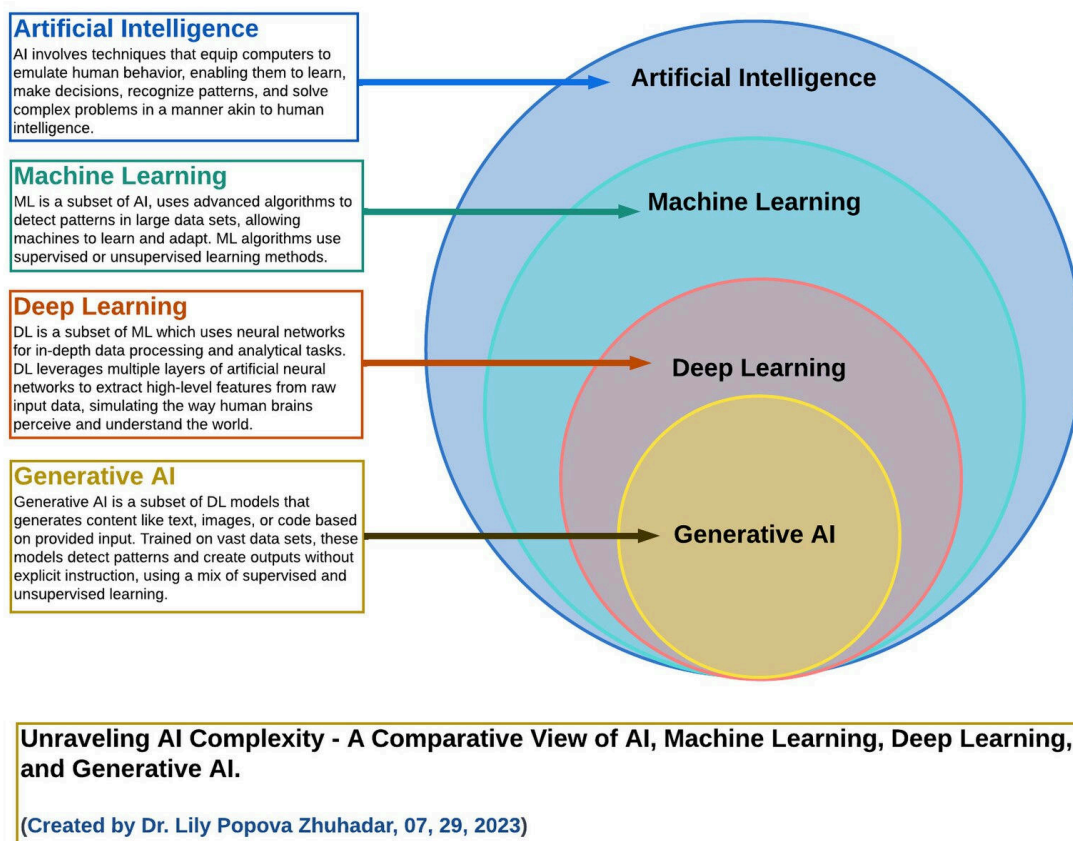 Artificial Intelligence
AI involves techniques that equip computers to
emulate human behavior, enabling them to learn,
make decisions, recognize patterns, and solve
complex problems in a manner akin to human
intelligence.
Machine Learning
ML is a subset of AI, uses advanced algorithms to
detect patterns in large data sets, allowing
machines to learn and adapt. ML algorithms use
supervised or unsupervised learning methods.
Deep Learning
DL is a subset of ML which uses neural networks
for in-depth data processing and analytical tasks.
DL leverages multiple layers of artificial neural
networks to extract high-level features from raw
input data, simulating the way human brains
perceive and understand the world.
Generative AI
Generative AI is a subset of DL models that
generates content like text, images, or code based
on provided input. Trained on vast data sets, these
models detect patterns and create outputs without
explicit instruction, using a mix of supervised and
unsupervised learning.
Artificial Intelligence
Machine Learning
Deep Learning
Generative AI
Unraveling AI Complexity - A Comparative View of AI, Machine Learning, Deep Learning,
and Generative AI.
(Created by Dr. Lily Popova Zhuhadar, 07, 29, 2023)